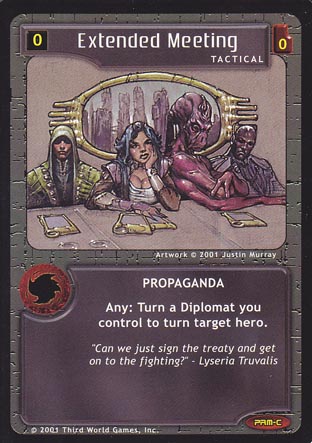 0
Extended Meeting
0
TACTICAL
Artwork © 2001 Justin Murray
PROPAGANDA
Any: Turn a Diplomat you
control to turn target hero.
"Can we just sign the treaty and get
on to the fighting?" - Lyseria Truvalis
PAM-C
© 2001 Third World Games, Inc.